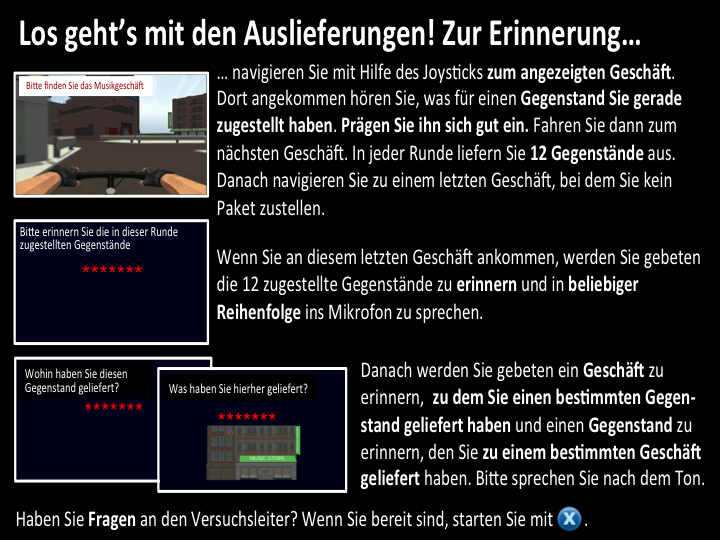 Los geht's mit den Auslieferungen! Zur Erinnerung...
Bitte finden Sie das Musikgeschäft
... navigieren Sie mit Hilfe des Joysticks zum angezeigten Geschäft.
Dort angekommen hören Sie, was für einen Gegenstand Sie gerade
zugestellt haben. Prägen Sie ihn sich gut ein. Fahren Sie dann zum
nächsten Geschäft. In jeder Runde liefern Sie 12 Gegenstände aus.
Danach navigieren Sie zu einem letzten Geschäft, bei dem Sie kein
Paket zustellen.
Bitte erinnern Sie die in dieser Runde
zugestellten Gegenstände
*******
Wenn Sie an diesem letzten Geschäft ankommen, werden Sie gebeten
die 12 zugestellte Gegenstände zu erinnern und in beliebiger
Reihenfolge ins Mikrofon zu sprechen.
Wohin haben Sie diesen
Gegenstand geliefert?
*******
Was haben Sie hierher geliefert?
*******
MUSIC STORE
Danach werden Sie gebeten ein Geschäft zu
erinnern, zu dem Sie einen bestimmten Gegen-
stand geliefert haben und einen Gegenstand zu
erinnern, den Sie zu einem bestimmten Geschäft
geliefert haben. Bitte sprechen Sie nach dem Ton.
Haben Sie Fragen an den Versuchsleiter? Wenn Sie bereit sind, starten Sie mit X .